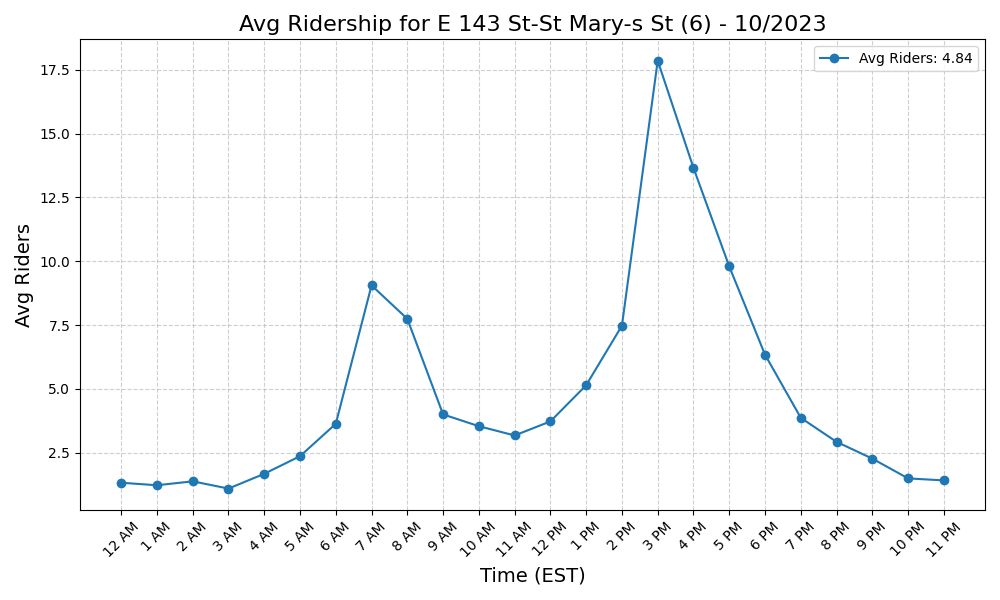 Avg Ridership for E 143 St-St Mary-s St (6) - 10/2023
Avg Riders: 4.84
Avg Riders
17.5
15.0
12.5
10.0
7.5
5.0
2.5
12 AM
1 AM
2 AM
3 AM
4 AM
5 AM
6 AM
7 AM
8 AM
9 AM
10 AM
11 AM
12 PM
1 PM
2 PM
3 PM
4 PM
5 PM
6 PM
7 PM
8 PM
9 PM
10 PM
11 PM
Time (EST)